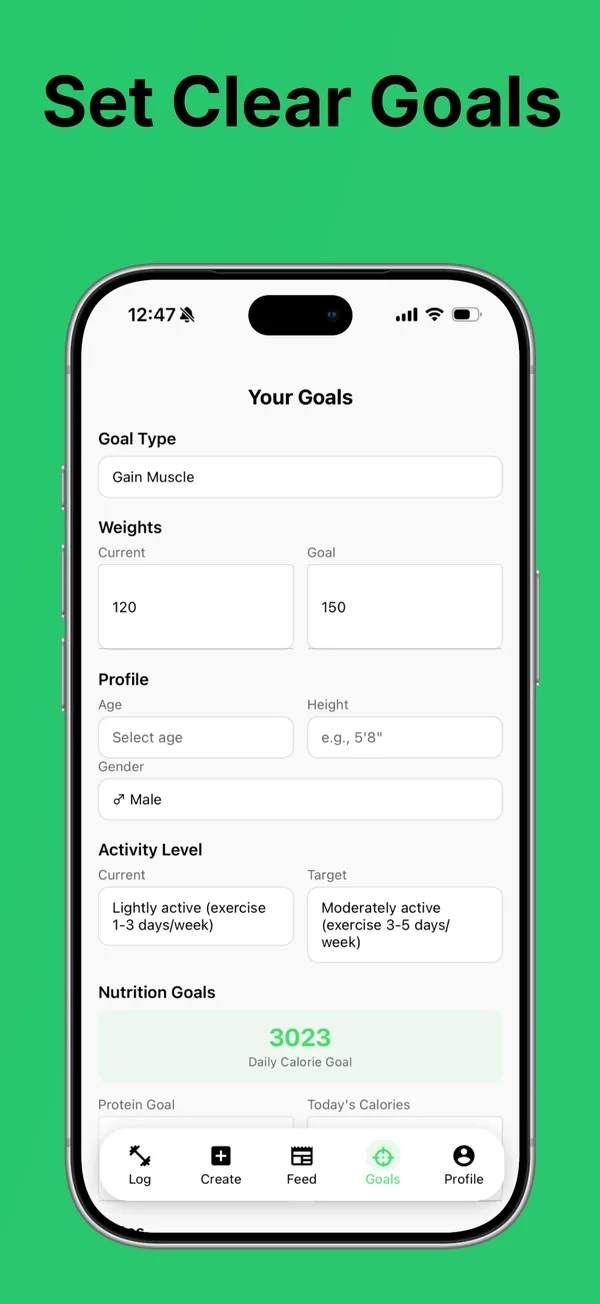 Set Clear Goals
12:47
Your Goals
Goal Type
Gain Muscle
Weights
Current Goal
120 150
Profile
Age Height
Select age e.g., 5'8"
Gender
♂ Male
Activity Level
Current Target
Lightly active (exercise
1-3 days/week)
Moderately active
(exercise 3-5 days/
week)
Nutrition Goals
3023
Daily Calorie Goal
Protein Goal Today's Calories
Log Create Feed Goals Profile